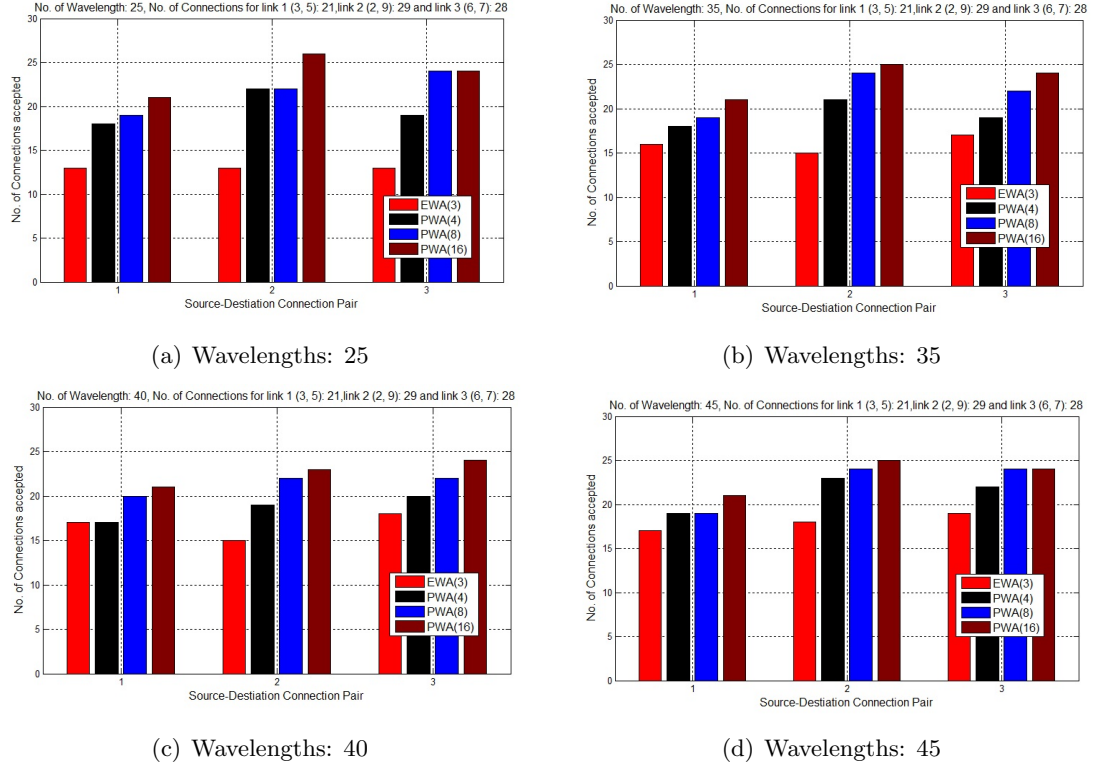 No. of Wavelength: 25, No. of Connections for link 1 (3, 5): 21,link 2 (2, 9): 29 and link 3 (6, 7): 28
30
25
20
15
10
5
0
No. of Connections accepted
EWA(3)
PWA(4)
PWA(8)
PWA(16)
1
2
3
Source-Destiation Connection Pair
(a) Wavelengths: 25
No. of Wavelength: 35, No. of Connections for link 1 (3, 5): 21,link 2 (2, 9): 29 and link 3 (6, 7): 28
30
25
20
15
10
5
0
No. of Connections accepted
EWA(3)
PWA(4)
PWA(8)
PWA(16)
1
2
3
Source-Destiation Connection Pair
(b) Wavelengths: 35
No. of Wavelength: 40, No. of Connections for link 1 (3, 5): 21,link 2 (2, 9): 29 and link 3 (6, 7): 28
30
25
20
15
10
5
0
No. of Connections accepted
EWA(3)
PWA(4)
PWA(8)
PWA(16)
1
2
3
Source-Destiation Connection Pair
(c) Wavelengths: 40
No. of Wavelength: 45, No. of Connections for link 1 (3, 5): 21,link 2 (2, 9): 29 and link 3 (6, 7): 28
30
25
20
15
10
5
0
No. of Connections accepted
EWA(3)
PWA(4)
PWA(8)
PWA(16)
1
2
3
Source-Destiation Connection Pair
(d) Wavelengths: 45